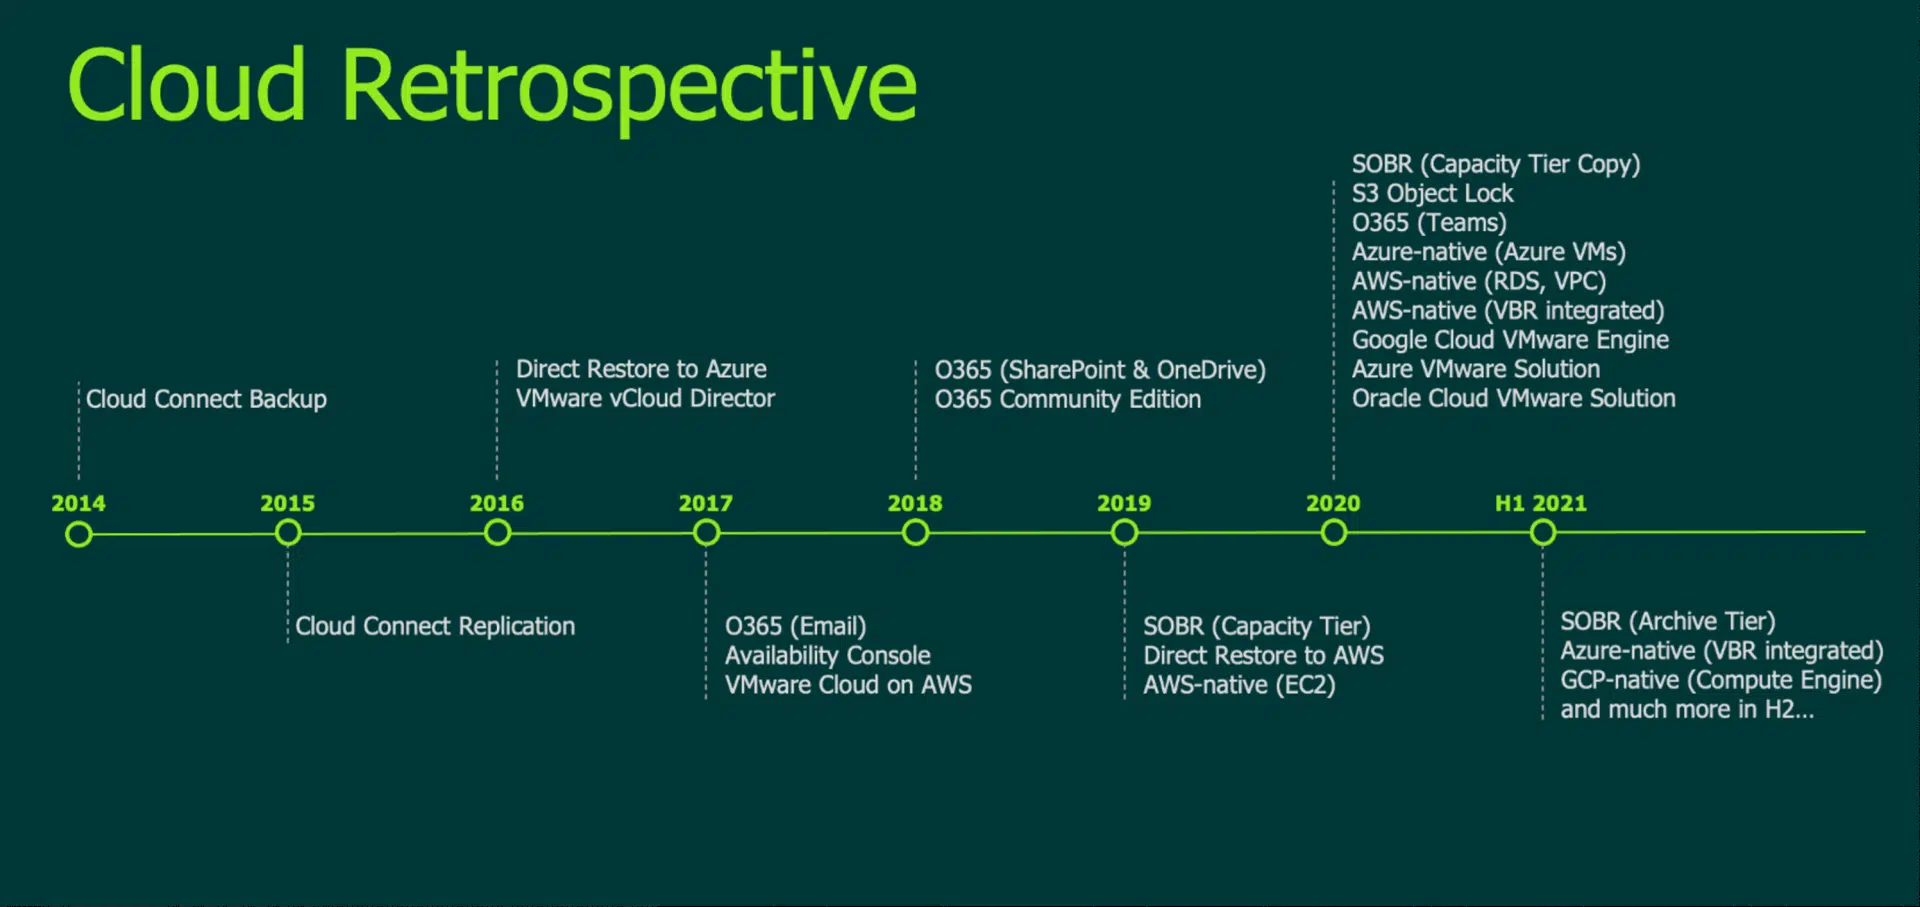 Cloud Retrospective
2014
Cloud Connect Backup
2015
Cloud Connect Replication
2016
Direct Restore to Azure
VMware vCloud Director
2017
O365 (Email)
Availability Console
VMware Cloud on AWS
2018
O365 (SharePoint & OneDrive)
O365 Community Edition
2019
SOBR (Capacity Tier)
Direct Restore to AWS
AWS-native (EC2)
2020
SOBR (Capacity Tier Copy)
S3 Object Lock
O365 (Teams)
Azure-native (Azure VMs)
AWS-native (RDS, VPC)
AWS-native (VBR integrated)
Google Cloud VMware Engine
Azure VMware Solution
Oracle Cloud VMware Solution
H1 2021
SOBR (Archive Tier)
Azure-native (VBR integrated)
GCP-native (Compute Engine)
and much more in H2...